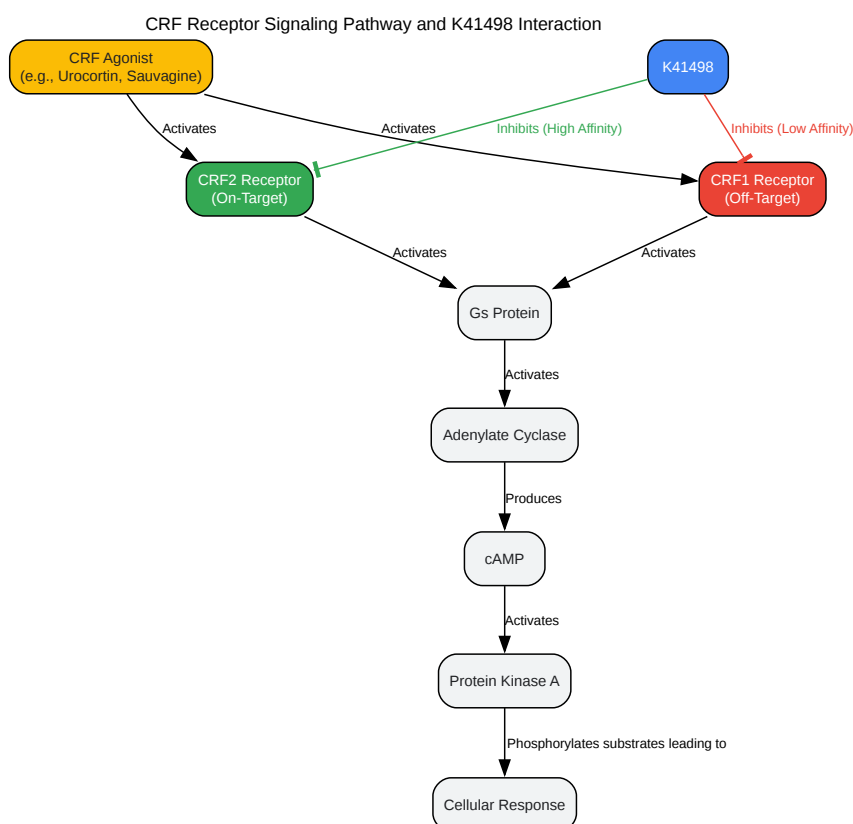 CRF Receptor Signaling Pathway and K41498 Interaction
CRF Agonist
(e.g., Urocortin, Sauvagine)
K41498
Activates
Activates
Inhibits (High Affinity)
Inhibits (Low Affinity)
CRF2 Receptor
(On-Target)
CRF1 Receptor
(Off-Target)
Activates
Activates
Gs Protein
Activates
Adenylate Cyclase
Produces
cAMP
Activates
Protein Kinase A
Phosphorylates substrates leading to
Cellular Response